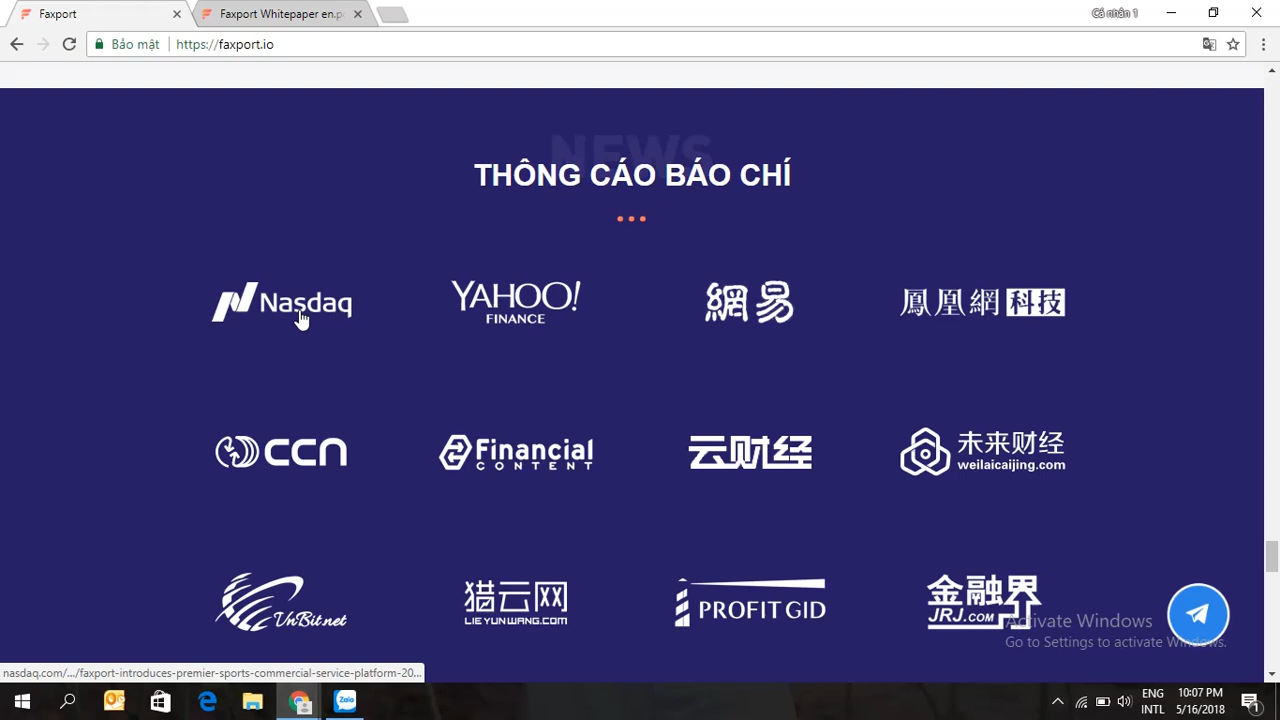 Faxport
Faxport Whitepaper en.p
Cá nhân 1
Bảo mật
https://faxport.io
NEWS
THÔNG CÁO BÁO CHÍ
Nasdaq
YAHOO!
FINANCE
網易
鳳凰網科技
CCN
Financial
CONTENT
云财经
未来财经
weilaicaijing.com
VnBit.net
猎云网
LIEYUNWANG.COM
PROFIT GID
金融界
JRJ.COM
Activate Windows
Go to Settings to activate Windows.
nasdaq.com/.../faxport-introduces-premier-sports-commercial-service-platform-20...
Zalo
ENG
INTL
10:07 PM
5/16/2018
1